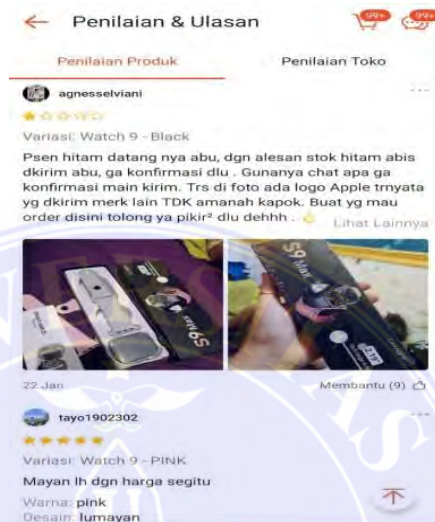 Penilaian & Ulasan
99+
99+
Penilaian Produk
Penilaian Toko
agnesselviani
Variasi: Watch 9 - Black
Psen hitam datang nya abu, dgn alesan stok hitam abis
dkirim abu, ga konfirmasi dlu . Gunanya chat apa ga
konfirmasi main kirim. Trs di foto ada logo Apple trnyata
yg dkirim merk lain TDK amanah kapok. Buat yg mau
order disini tolong ya pikir² dlu dehhh .
Lihat Lainnya
S9 Max
S9 Max
22 Jan
Membantu (9)
tayo1902302
Variasi: Watch 9 - PINK
Mayan lh dgn harga segitu
Warna: pink
Desain: lumayan